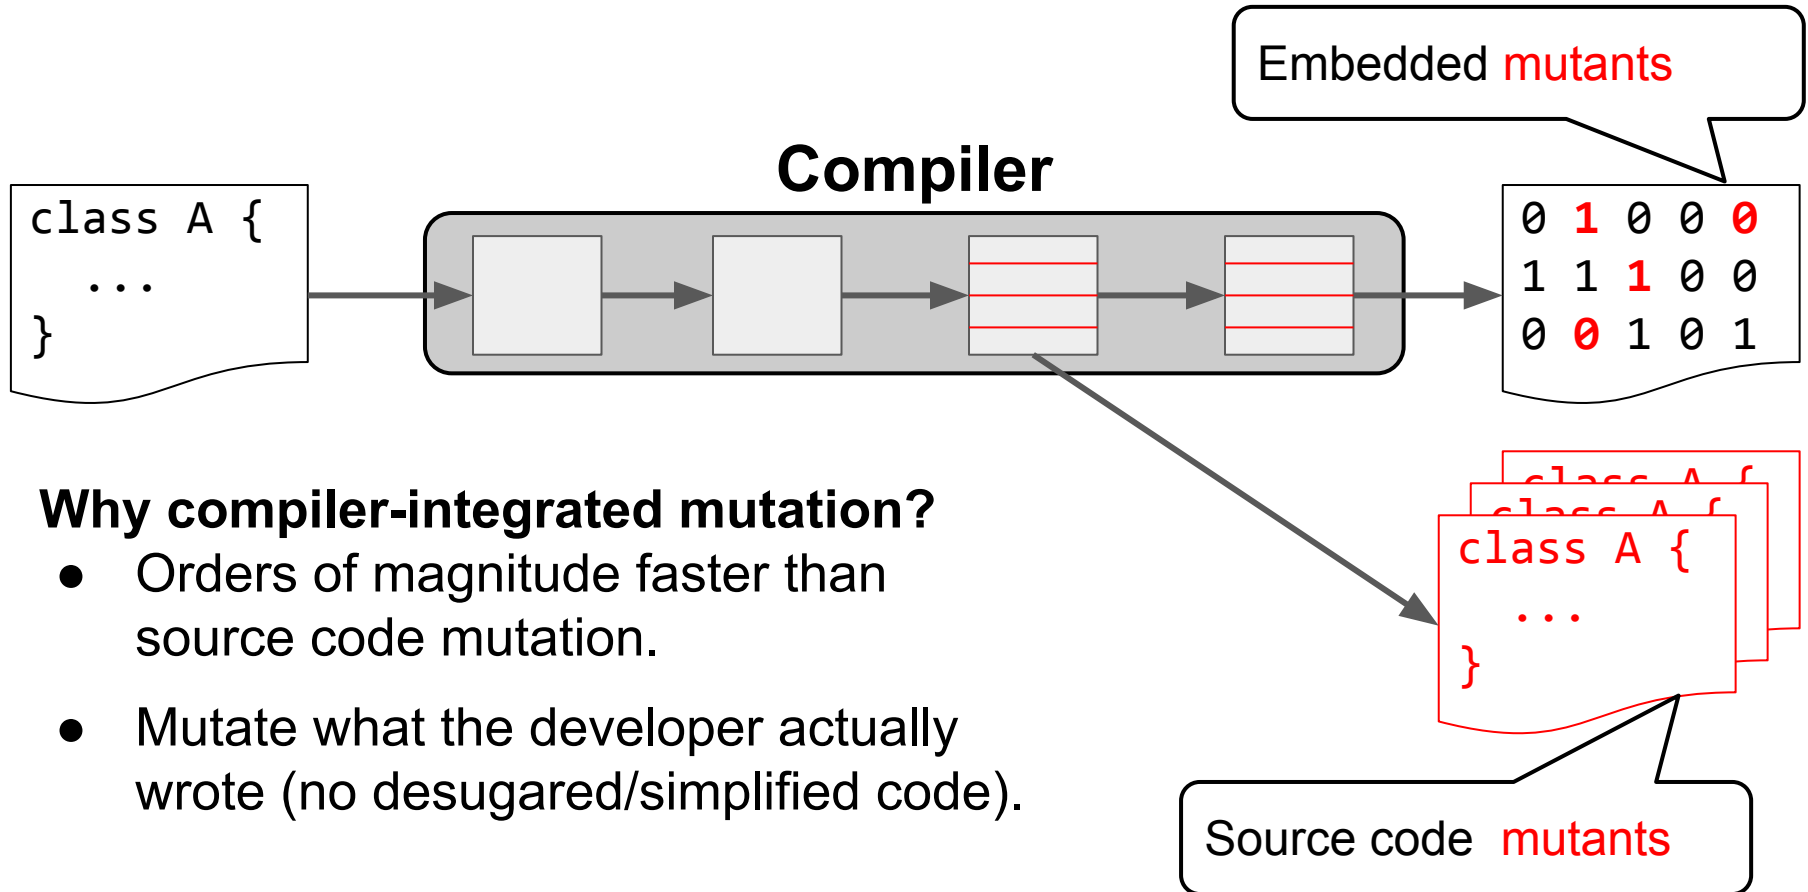 Embedded mutants
Compiler
class A {
...
}
0 1 0 0 0
1 1 1 0 0
0 0 1 0 1
Why compiler-integrated mutation?
● Orders of magnitude faster than
source code mutation.
● Mutate what the developer actually
wrote (no desugared/simplified code).
class A {
class A {
class A {
...
}
Source code mutants